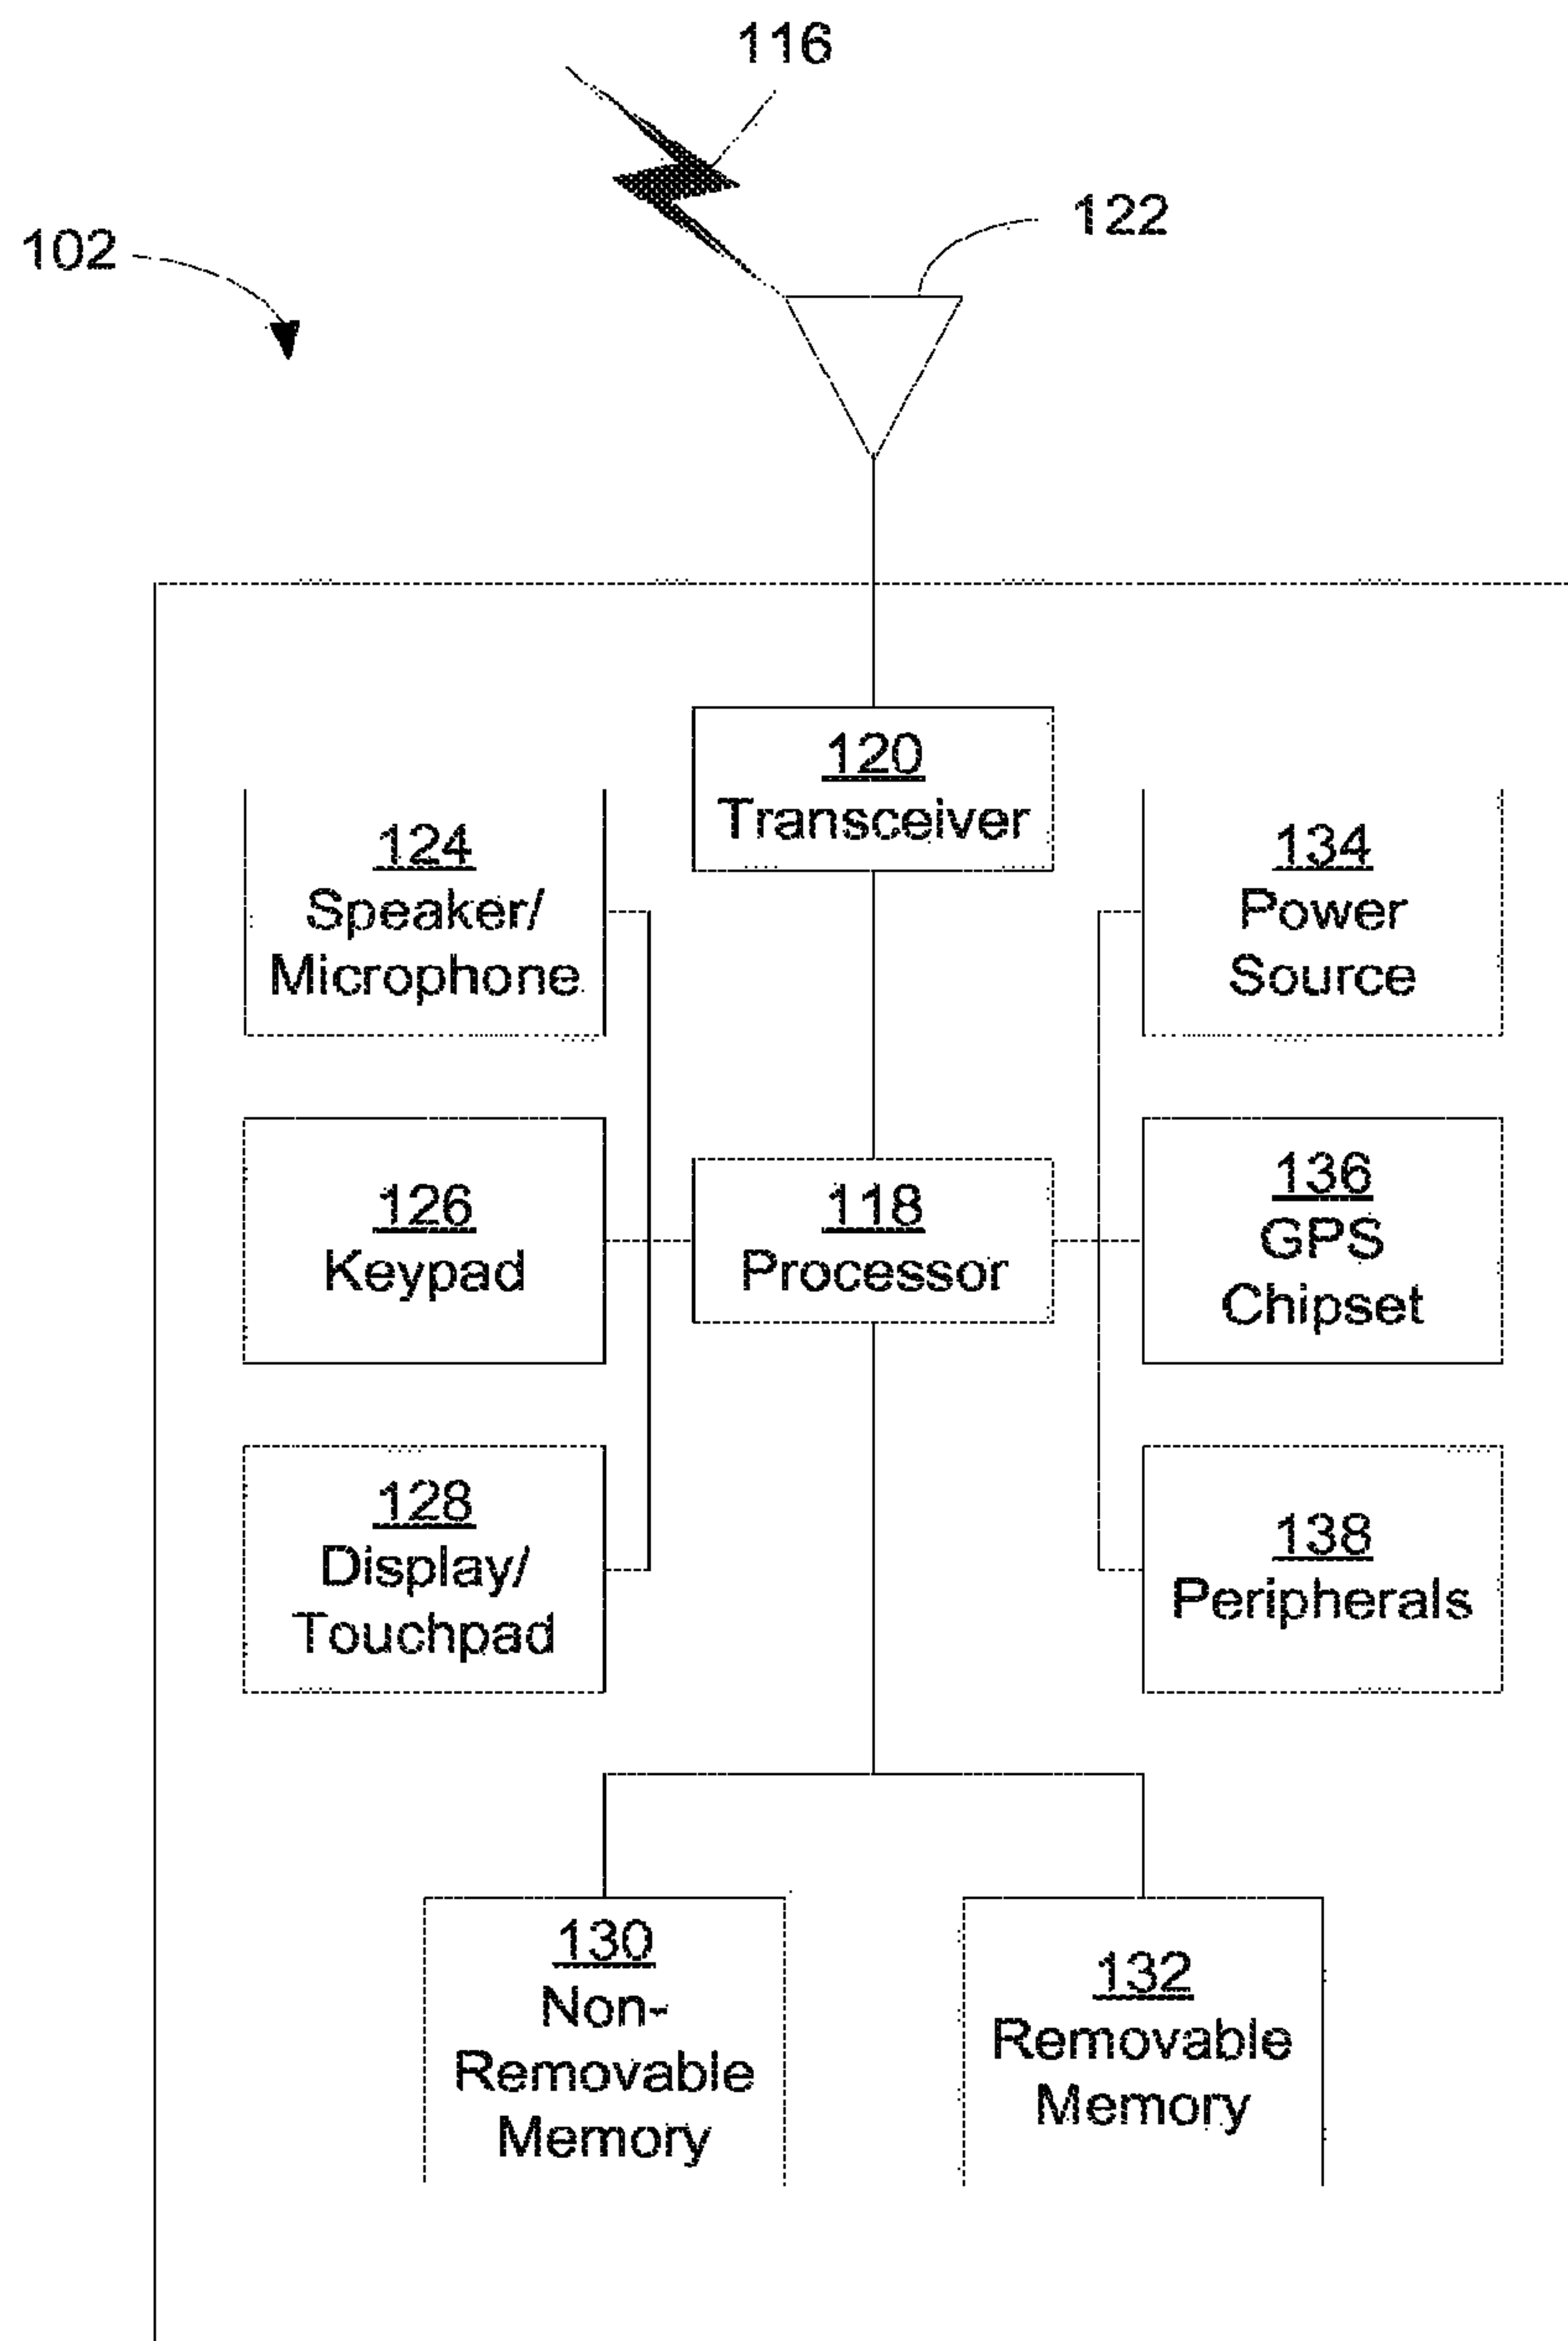 116
122
102
120
Transceiver
124
Speaker/
Microphone
134
Power
Source
126
Keypad
118
Processor
136
GPS
Chipset
128
Display/
Touchpad
138
Peripherals
130
Non-
Removable
Memory
132
Removable
Memory